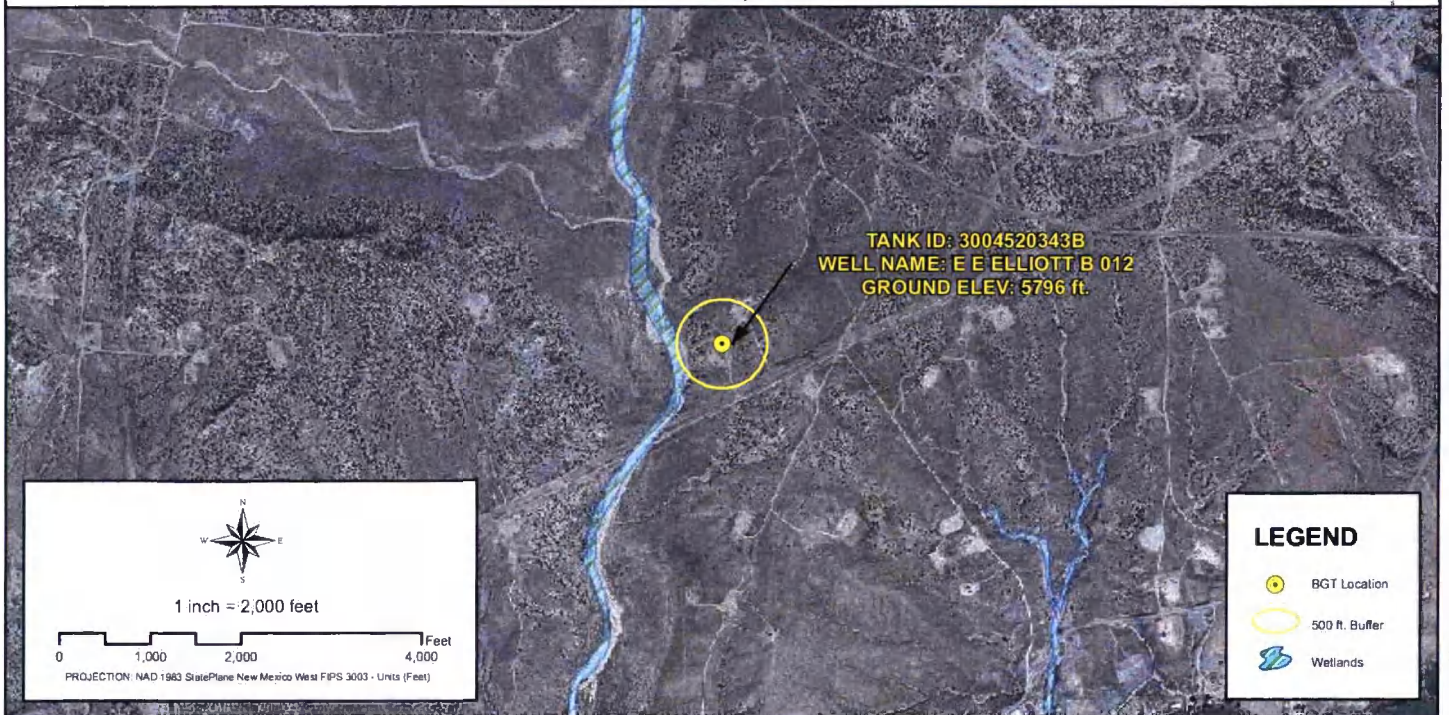 TANK ID: 3004520343B
WELL NAME: E E ELLIOTT B 012
GROUND ELEV: 5796 ft.
N
W E
S
1 inch = 2,000 feet
Feet
0 1,000 2,000 4,000
PROJECTION: NAD 1983 StatePlane New Mexico West FIPS 3003 - Units (Feet)
LEGEND
BGT Location
500 ft. Buffer
Wetlands